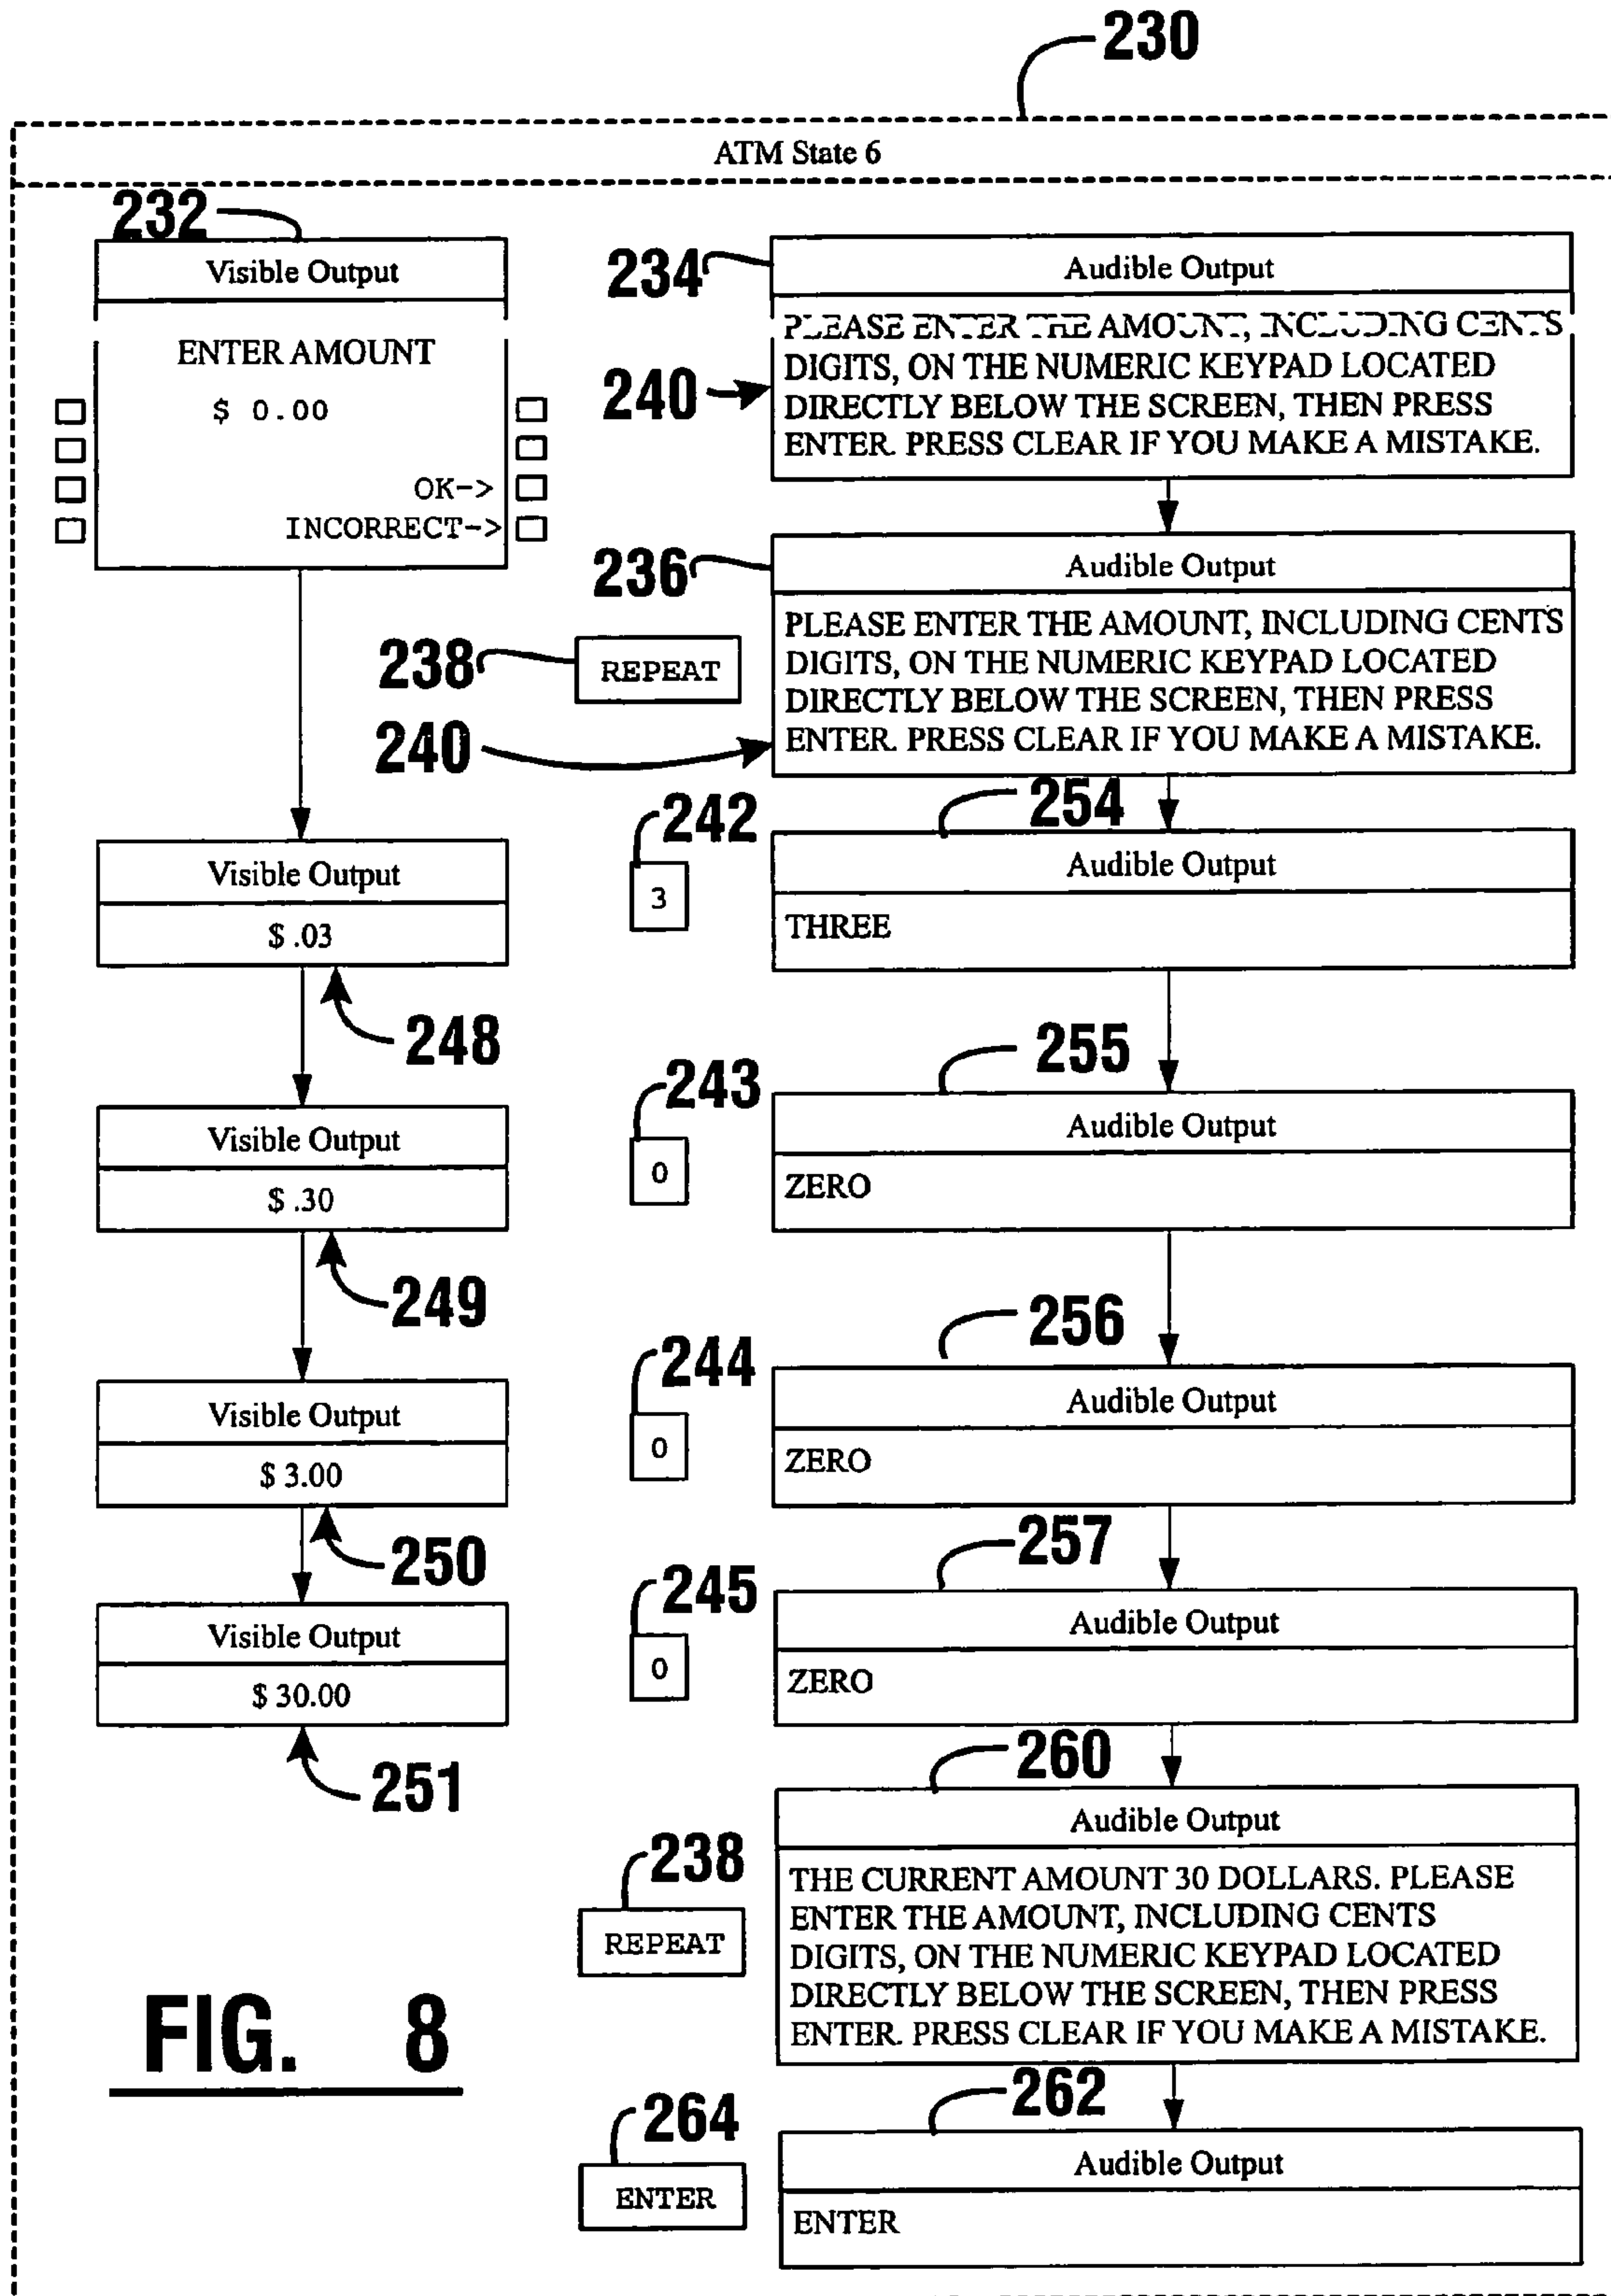 230
ATM State 6
232
Visible Output
ENTER AMOUNT
$ 0.00
OK->
INCORRECT->
234
Audible Output
240
PLEASE ENTER THE AMOUNT, INCLUDING CENTS
DIGITS, ON THE NUMERIC KEYPAD LOCATED
DIRECTLY BELOW THE SCREEN, THEN PRESS
ENTER. PRESS CLEAR IF YOU MAKE A MISTAKE.
236
Audible Output
238
REPEAT
240
PLEASE ENTER THE AMOUNT, INCLUDING CENTS
DIGITS, ON THE NUMERIC KEYPAD LOCATED
DIRECTLY BELOW THE SCREEN, THEN PRESS
ENTER. PRESS CLEAR IF YOU MAKE A MISTAKE.
Visible Output
$ .03
248
242
3
254
Audible Output
THREE
Visible Output
$ .30
249
243
0
255
Audible Output
ZERO
Visible Output
$ 3.00
250
244
0
256
Audible Output
ZERO
Visible Output
$ 30.00
251
245
0
257
Audible Output
ZERO
260
Audible Output
238
REPEAT
THE CURRENT AMOUNT 30 DOLLARS. PLEASE
ENTER THE AMOUNT, INCLUDING CENTS
DIGITS, ON THE NUMERIC KEYPAD LOCATED
DIRECTLY BELOW THE SCREEN, THEN PRESS
ENTER. PRESS CLEAR IF YOU MAKE A MISTAKE.
264
ENTER
262
Audible Output
ENTER
FIG. 8